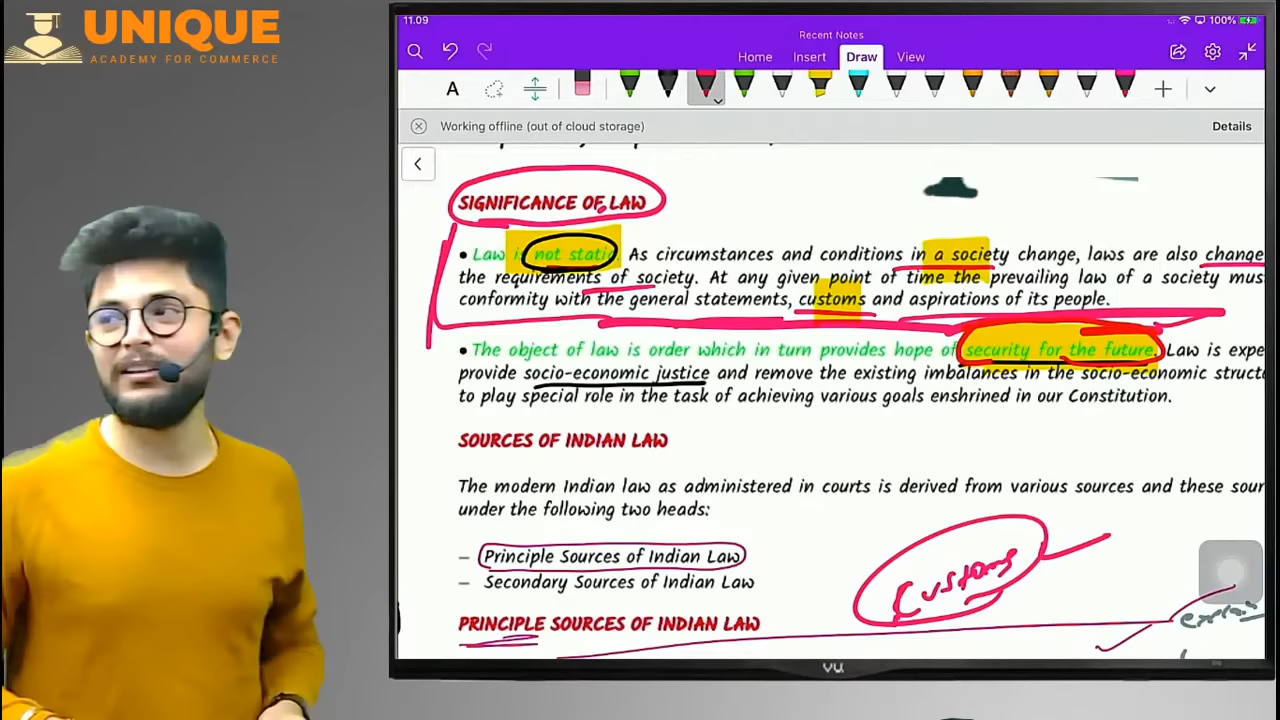 UNIQUE
ACADEMY FOR COMMERCE
11.09
100%
Recent Notes
Home Insert Draw View
A
Working offline (out of cloud storage)
Details
SIGNIFICANCE OF LAW
• Law is not static. As circumstances and conditions in a society change, laws are also change
the requirements of society. At any given point of time the prevailing law of a society mus
conformity with the general statements, customs and aspirations of its people.
• The object of law is order which in turn provides hope of security for the future. Law is expe
provide socio-economic justice and remove the existing imbalances in the socio-economic struct
to play special role in the task of achieving various goals enshrined in our Constitution.
SOURCES OF INDIAN LAW
The modern Indian law as administered in courts is derived from various sources and these sour
under the following two heads:
– Principle Sources of Indian Law
– Secondary Sources of Indian Law
Customs
PRINCIPLE SOURCES OF INDIAN LAW
explain
VU